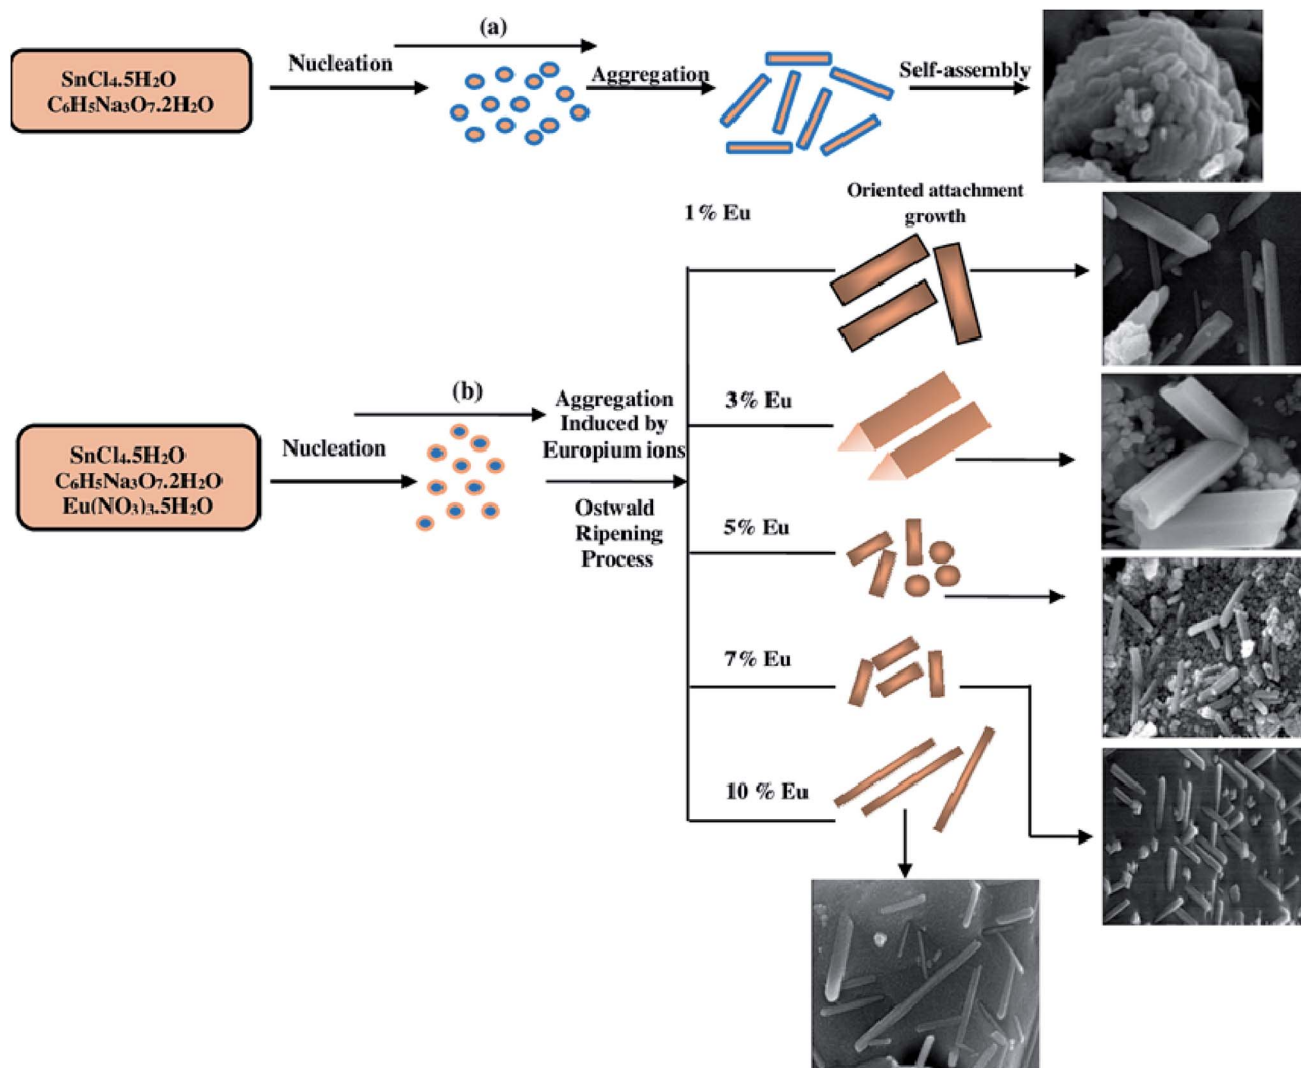 (a)
SnCl₄.5H₂O
C₆H₅Na₃O₇.2H₂O
Nucleation
Aggregation
Self-assembly
1% Eu
Oriented attachment
growth
3% Eu
(b)
Aggregation
Induced by
Europium ions
SnCl₄.5H₂O
C₆H₅Na₃O₇.2H₂O
Eu(NO₃)₃.5H₂O
Nucleation
Ostwald
Ripening
Process
5% Eu
7% Eu
10 % Eu